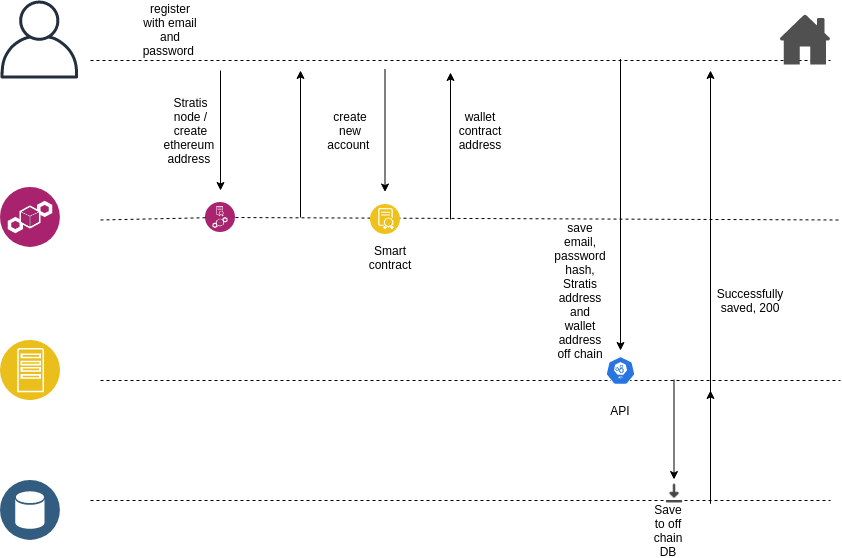 register
with email
and
password
Stratis
node /
create
ethereum
address
create
new
account
wallet
contract
address
Smart
contract
save
email,
password
hash,
Stratis
address
and
wallet
address
off chain
Successfully
saved, 200
API
Save
to off
chain
DB